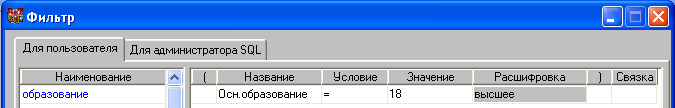 Фильтр
Для пользователя Для администратора SQL
Наименование ( Название Условие Значение Расшифровка ) Связка
образование Осн.образование = 18 высшее